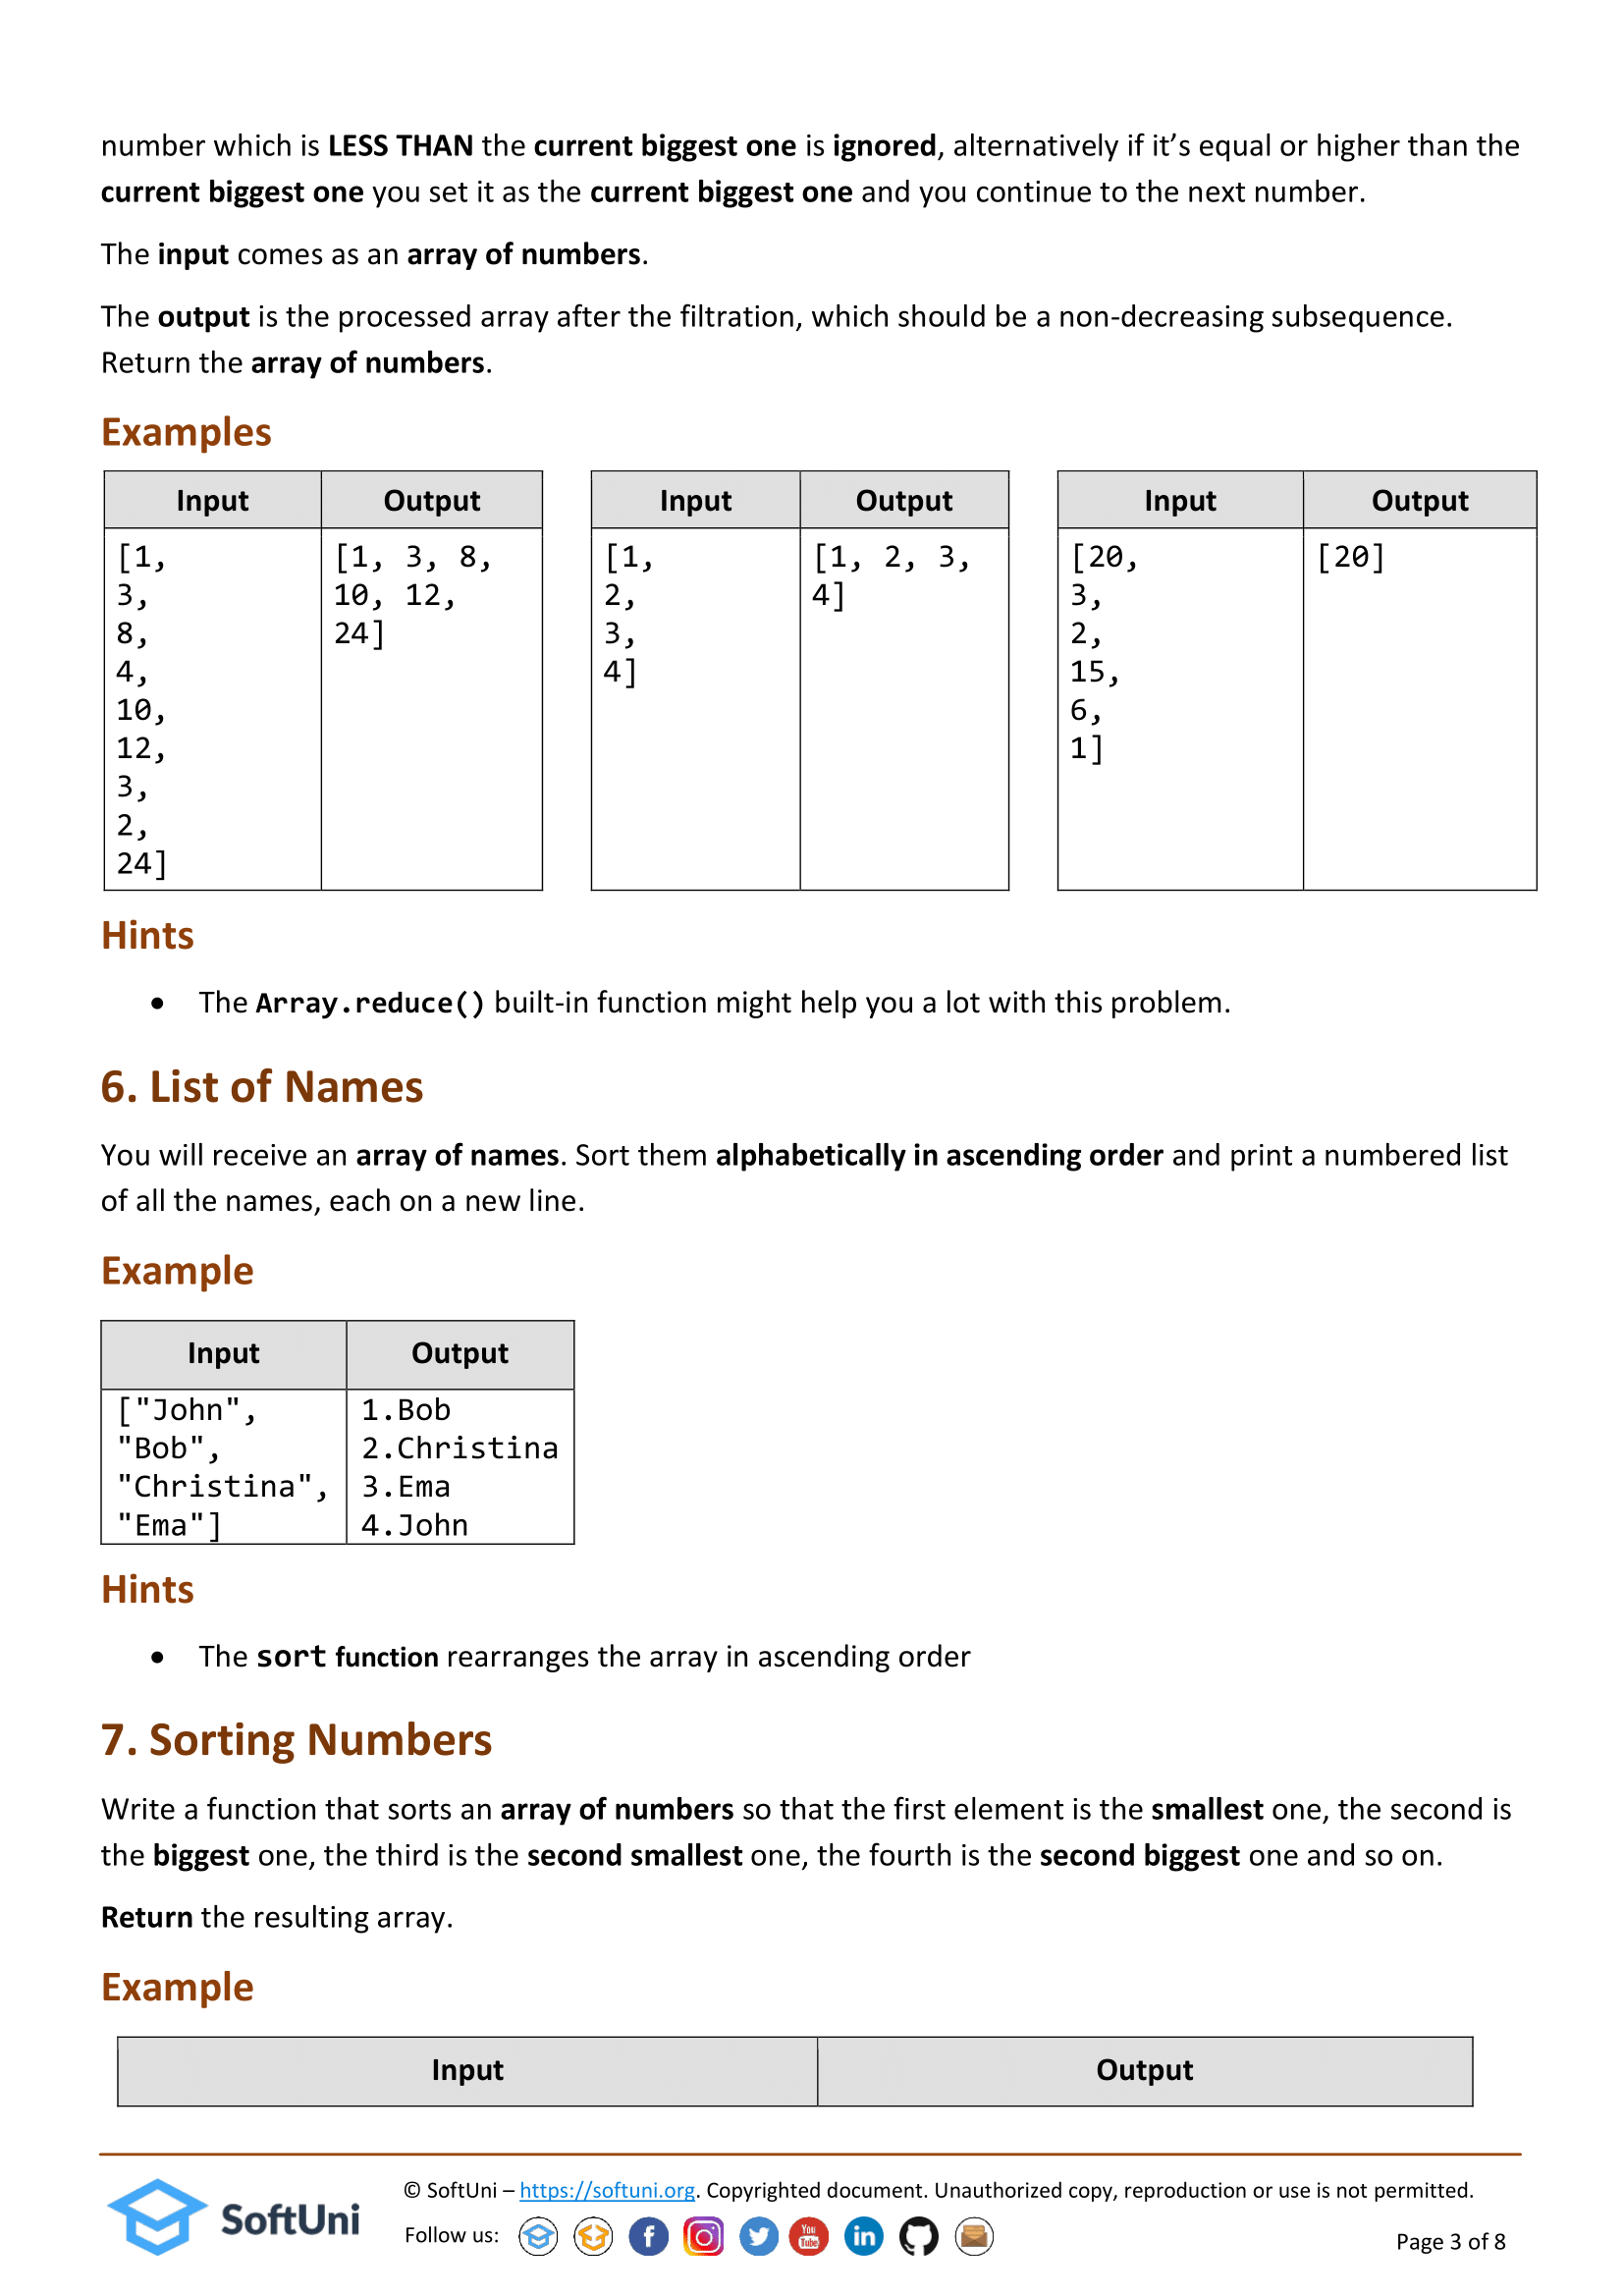 number which is LESS THAN the current biggest one is ignored, alternatively if it’s equal or higher than the
current biggest one you set it as the current biggest one and you continue to the next number.
The input comes as an array of numbers.
The output is the processed array after the filtration, which should be a non-decreasing subsequence.
Return the array of numbers.
Examples
Input Output
[1,
3,
8,
4,
10,
12,
3,
2,
24]
[1, 3, 8,
10, 12,
24]
Input Output
[1,
2,
3,
4]
[1, 2, 3,
4]
Input Output
[20,
3,
2,
15,
6,
1]
[20]
Hints
• The Array.reduce() built-in function might help you a lot with this problem.
6. List of Names
You will receive an array of names. Sort them alphabetically in ascending order and print a numbered list
of all the names, each on a new line.
Example
Input Output
["John",
"Bob",
"Christina",
"Ema"]
1.Bob
2.Christina
3.Ema
4.John
Hints
• The sort function rearranges the array in ascending order
7. Sorting Numbers
Write a function that sorts an array of numbers so that the first element is the smallest one, the second is
the biggest one, the third is the second smallest one, the fourth is the second biggest one and so on.
Return the resulting array.
Example
Input Output
SoftUni
© SoftUni – https://softuni.org. Copyrighted document. Unauthorized copy, reproduction or use is not permitted.
Follow us:
You
Tube
Page 3 of 8